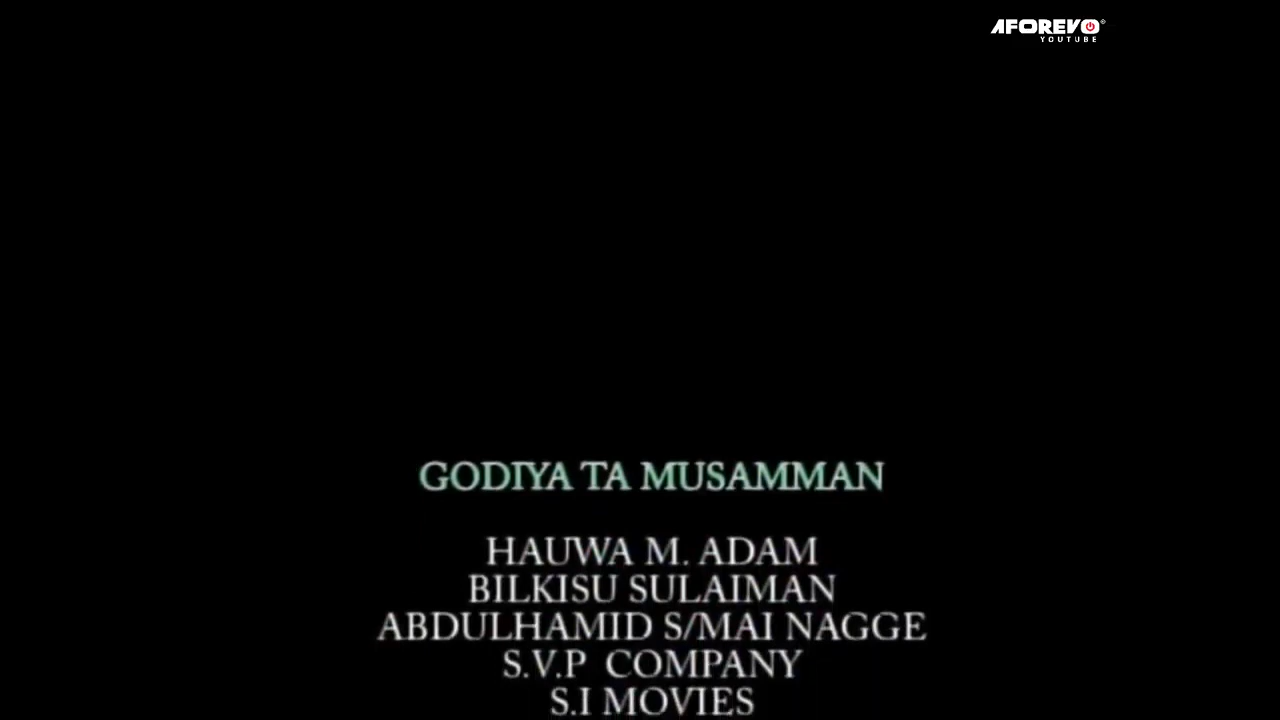 AFOREVO®
YOUTUBE
GODIYA TA MUSAMMAN
HAUWA M. ADAM
BILKISU SULAIMAN
ABDULHAMID S/MAI NAGGE
S.V.P COMPANY
S.I MOVIES